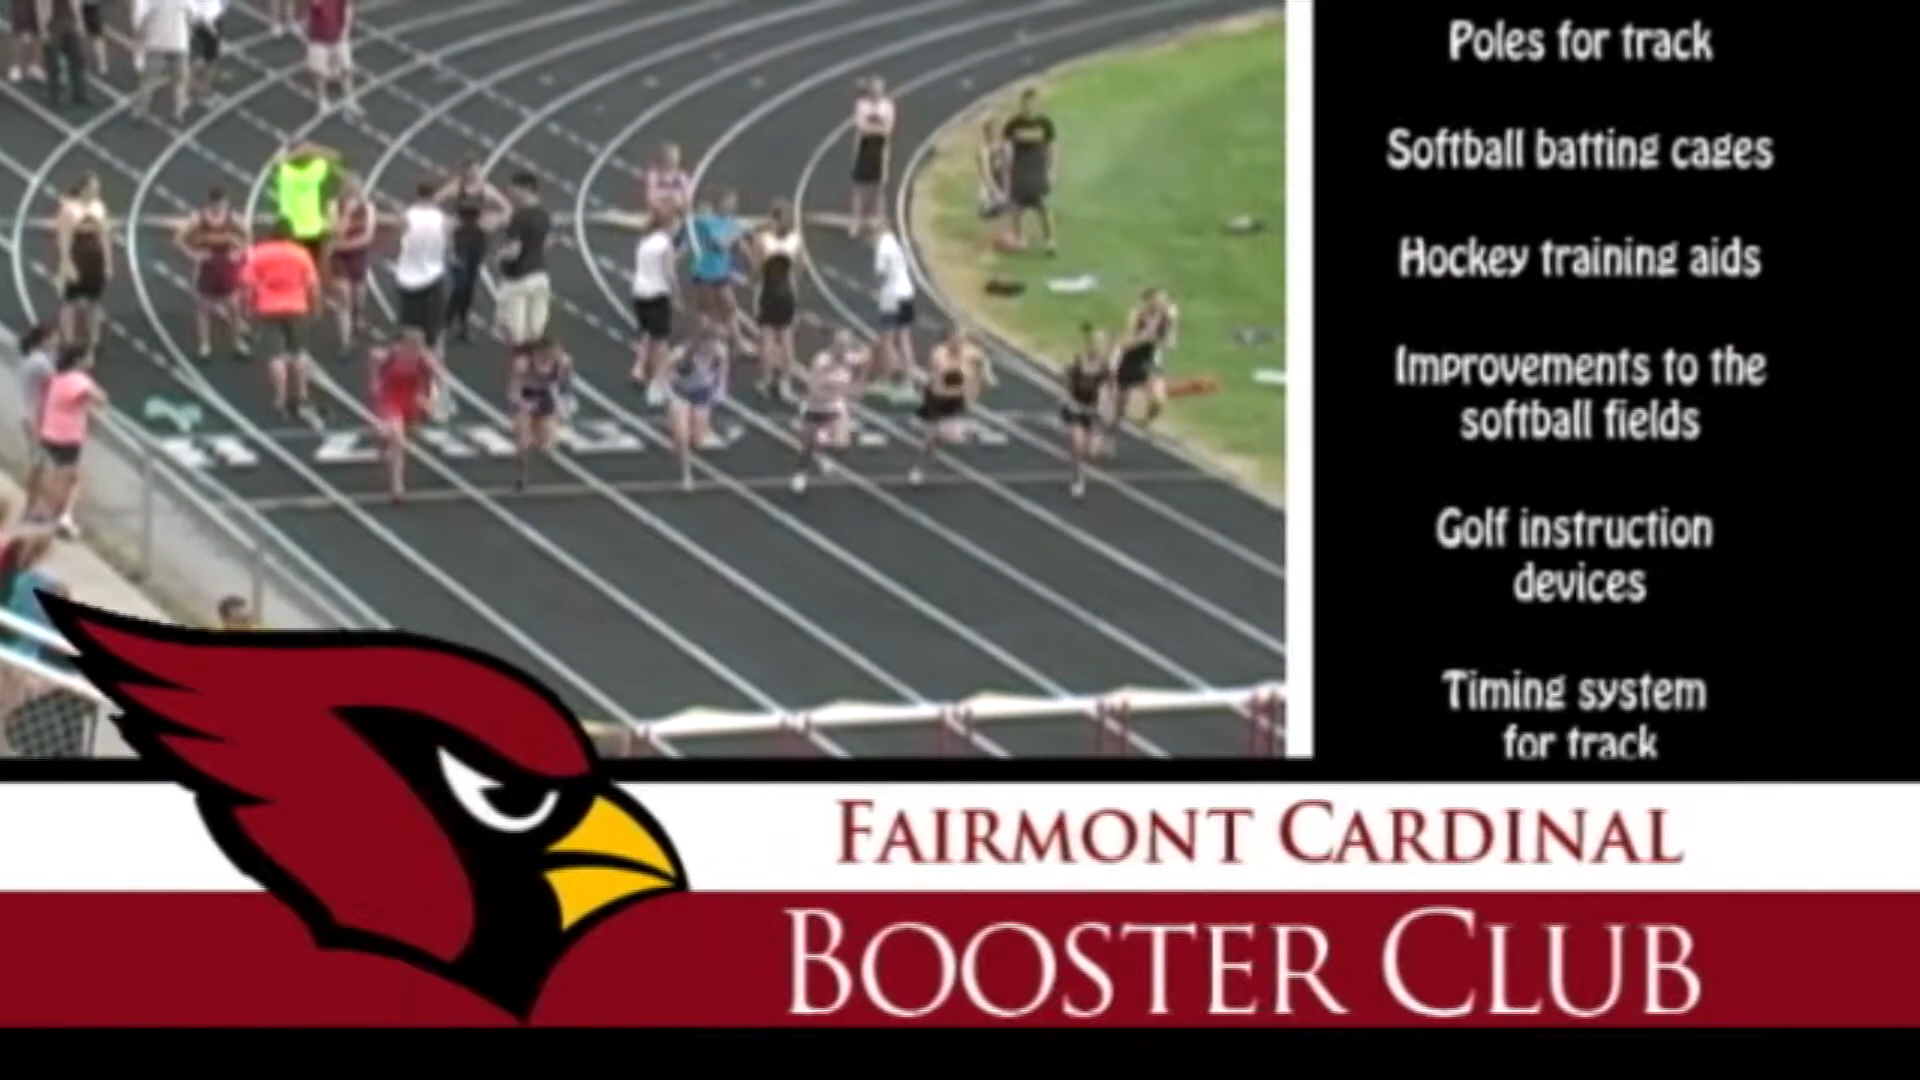 Poles for track
Softball batting cages
Hockey training aids
Improvements to the
softball fields
Golf instruction
devices
Timing system
for track
FAIRMONT CARDINAL
BOOSTER CLUB